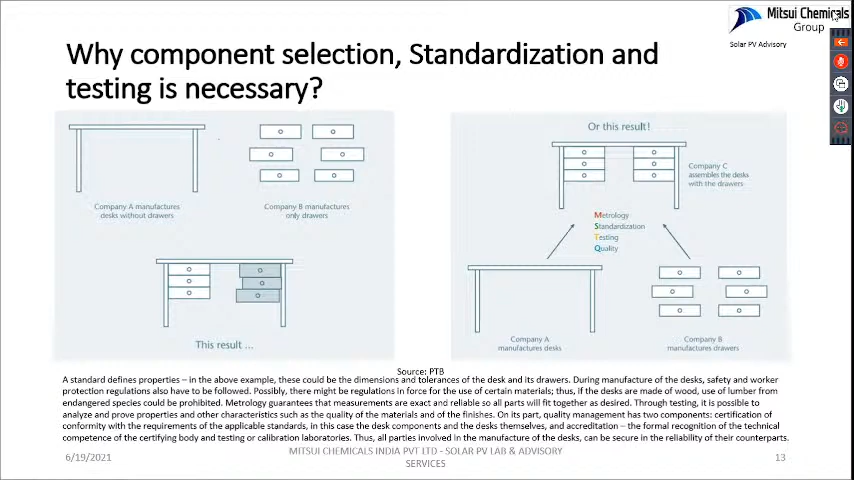 Mitsui Chemicals
Group
Solar PV Advisory
Why component selection, Standardization and
testing is necessary?
Company A manufactures
desks without drawers
Company B manufactures
only drawers
This result ...
Or this result!
Company C
assembles the desks
with the drawers
Metrology
Standardization
Testing
Quality
Company A
manufactures desks
Company B
manufactures drawers
Source: PTB
A standard defines properties – in the above example, these could be the dimensions and tolerances of the desk and its drawers. During manufacture of the desks, safety and worker
protection regulations also have to be followed. Possibly, there might be regulations in force for the use of certain materials; thus, if the desks are made of wood, use of lumber from
endangered species could be prohibited. Metrology guarantees that measurements are exact and reliable so all parts will fit together as desired. Through testing, it is possible to
analyze and prove properties and other characteristics such as the quality of the materials and of the finishes. On its part, quality management has two components: certification of
conformity with the requirements of the applicable standards, in this case the desk components and the desks themselves, and accreditation – the formal recognition of the technical
competence of the certifying body and testing or calibration laboratories. Thus, all parties involved in the manufacture of the desks, can be secure in the reliability of their counterparts.
6/19/2021
MITSUI CHEMICALS INDIA PVT LTD - SOLAR PV LAB & ADVISORY
SERVICES
13